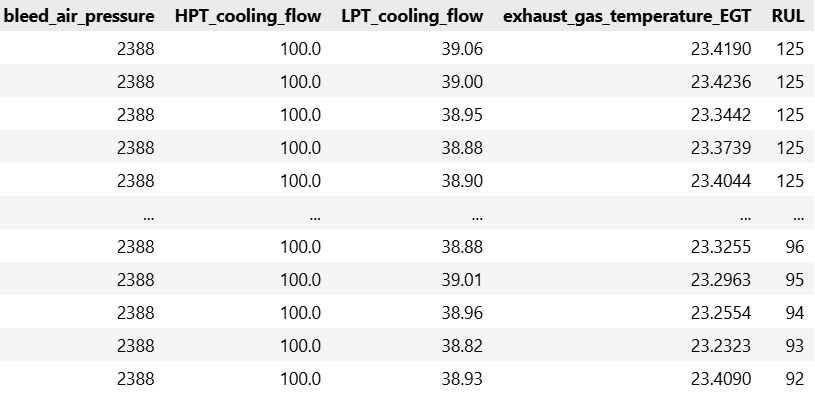 bleed_air_pressure HPT_cooling_flow LPT_cooling_flow exhaust_gas_temperature_EGT RUL
2388 100.0 39.06 23.4190 125
2388 100.0 39.00 23.4236 125
2388 100.0 38.95 23.3442 125
2388 100.0 38.88 23.3739 125
2388 100.0 38.90 23.4044 125
... ... ... ... ...
2388 100.0 38.88 23.3255 96
2388 100.0 39.01 23.2963 95
2388 100.0 38.96 23.2554 94
2388 100.0 38.82 23.2323 93
2388 100.0 38.93 23.4090 92